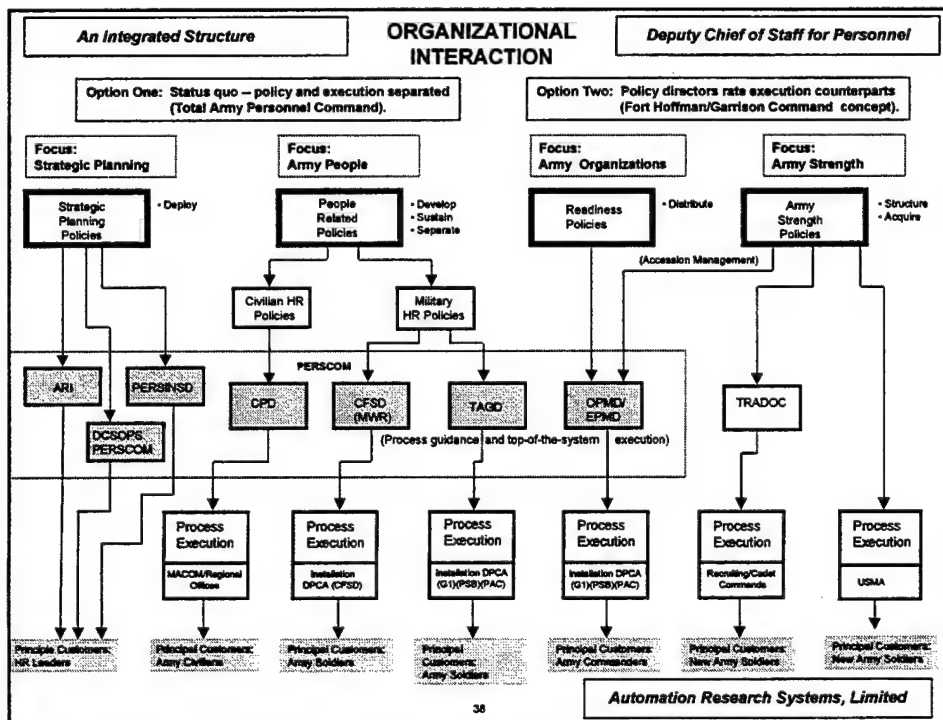 An Integrated Structure
ORGANIZATIONAL
INTERACTION
Deputy Chief of Staff for Personnel
Option One: Status quo – policy and execution separated
(Total Army Personnel Command).
Option Two: Policy directors rate execution counterparts
(Fort Hoffman/Garrison Command concept).
Focus:
Strategic Planning
Focus:
Army People
Focus:
Army Organizations
Focus:
Army Strength
Strategic
Planning
Policies
• Deploy
People
Related
Policies
• Develop
• Sustain
• Separate
Readiness
Policies
• Distribute
Army
Strength
Policies
• Structure
• Acquire
(Accession Management)
Civilian HR
Policies
Military
HR Policies
PERSCOM
ARI
PERSINSD
CPD
CFSD
(MWR)
TAGD
OPMD/
EPMD
TRADOC
DCSOPS
PERSCOM
(Process guidance and top-of-the-system execution)
Process
Execution
MACOM/Regional
Offices
Process
Execution
Installation
DPCA (CFSD)
Process
Execution
Installation DPCA
(G1)(PSB)(PAC)
Process
Execution
Installation DPCA
(G1)(PSB)(PAC)
Process
Execution
Recruiting/Cadet
Commands
Process
Execution
USMA
Principle Customers:
HR Leaders
Principal Customers:
Army Civilians
Principal Customers:
Army Soldiers
Principal
Customers:
Army Soldiers
Principal Customers:
Army Commanders
Principal Customers:
New Army Soldiers
Principal Customers:
New Army Soldiers
38
Automation Research Systems, Limited